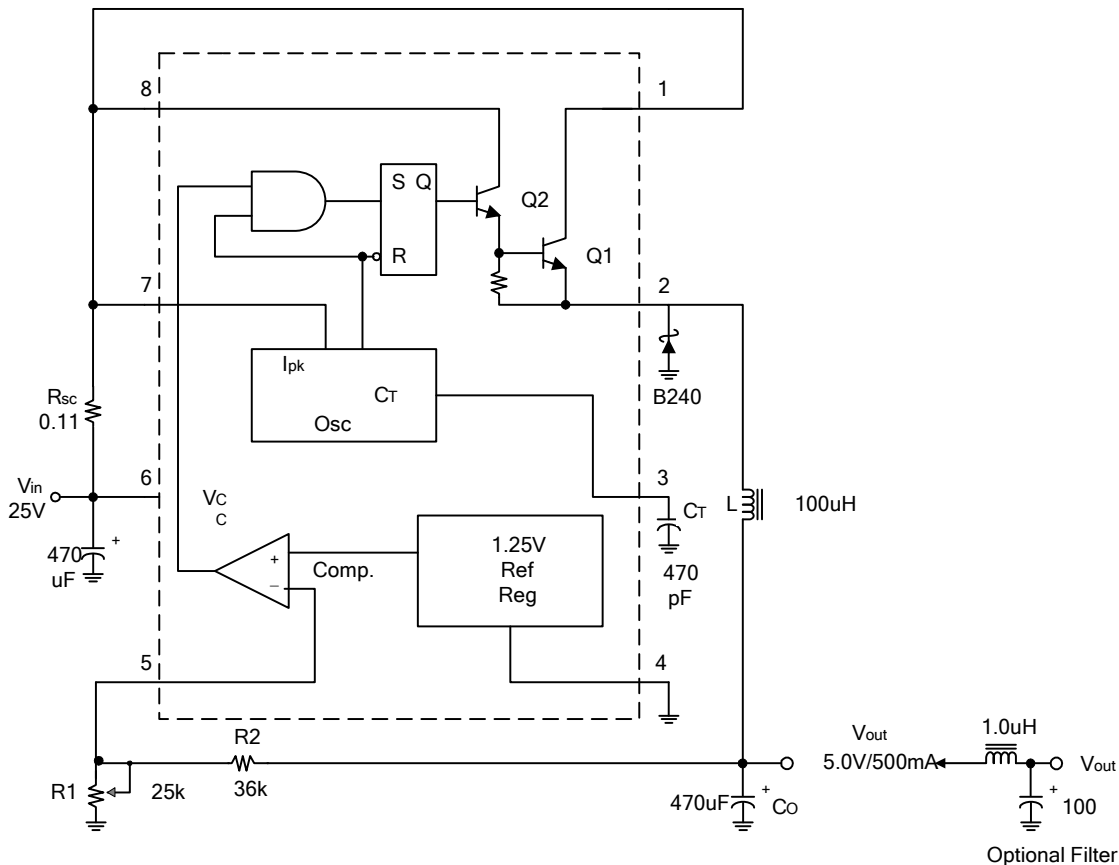 8
1
S Q
Q2
R
Q1
7
2
Ipk
CT
Osc
B240
Rsc
0.11
Vin
25V
6
VC
C
3
CT
L
100uH
470
uF
+
+
−
Comp.
1.25V
Ref
Reg
470
pF
5
4
R2
36k
R1
25k
470uF
+
CO
Vout
5.0V/500mA
1.0uH
Vout
+
100
Optional Filter